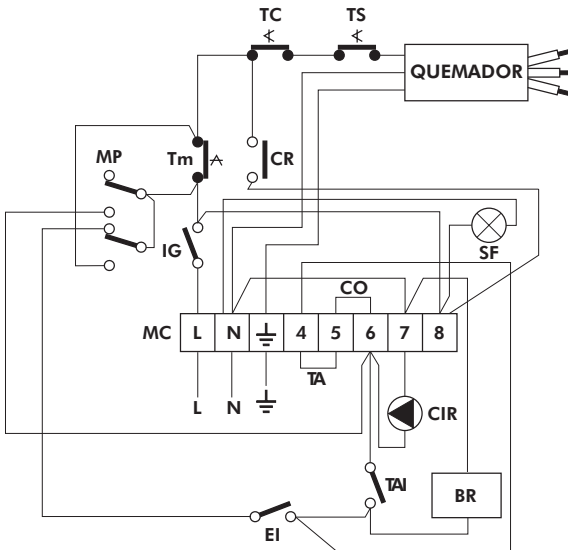 TC TS
QUEMADOR
MP Tm CR
IG SF
CO
MC L N 4 5 6 7 8
TA
L N CIR
TAI BR
EI